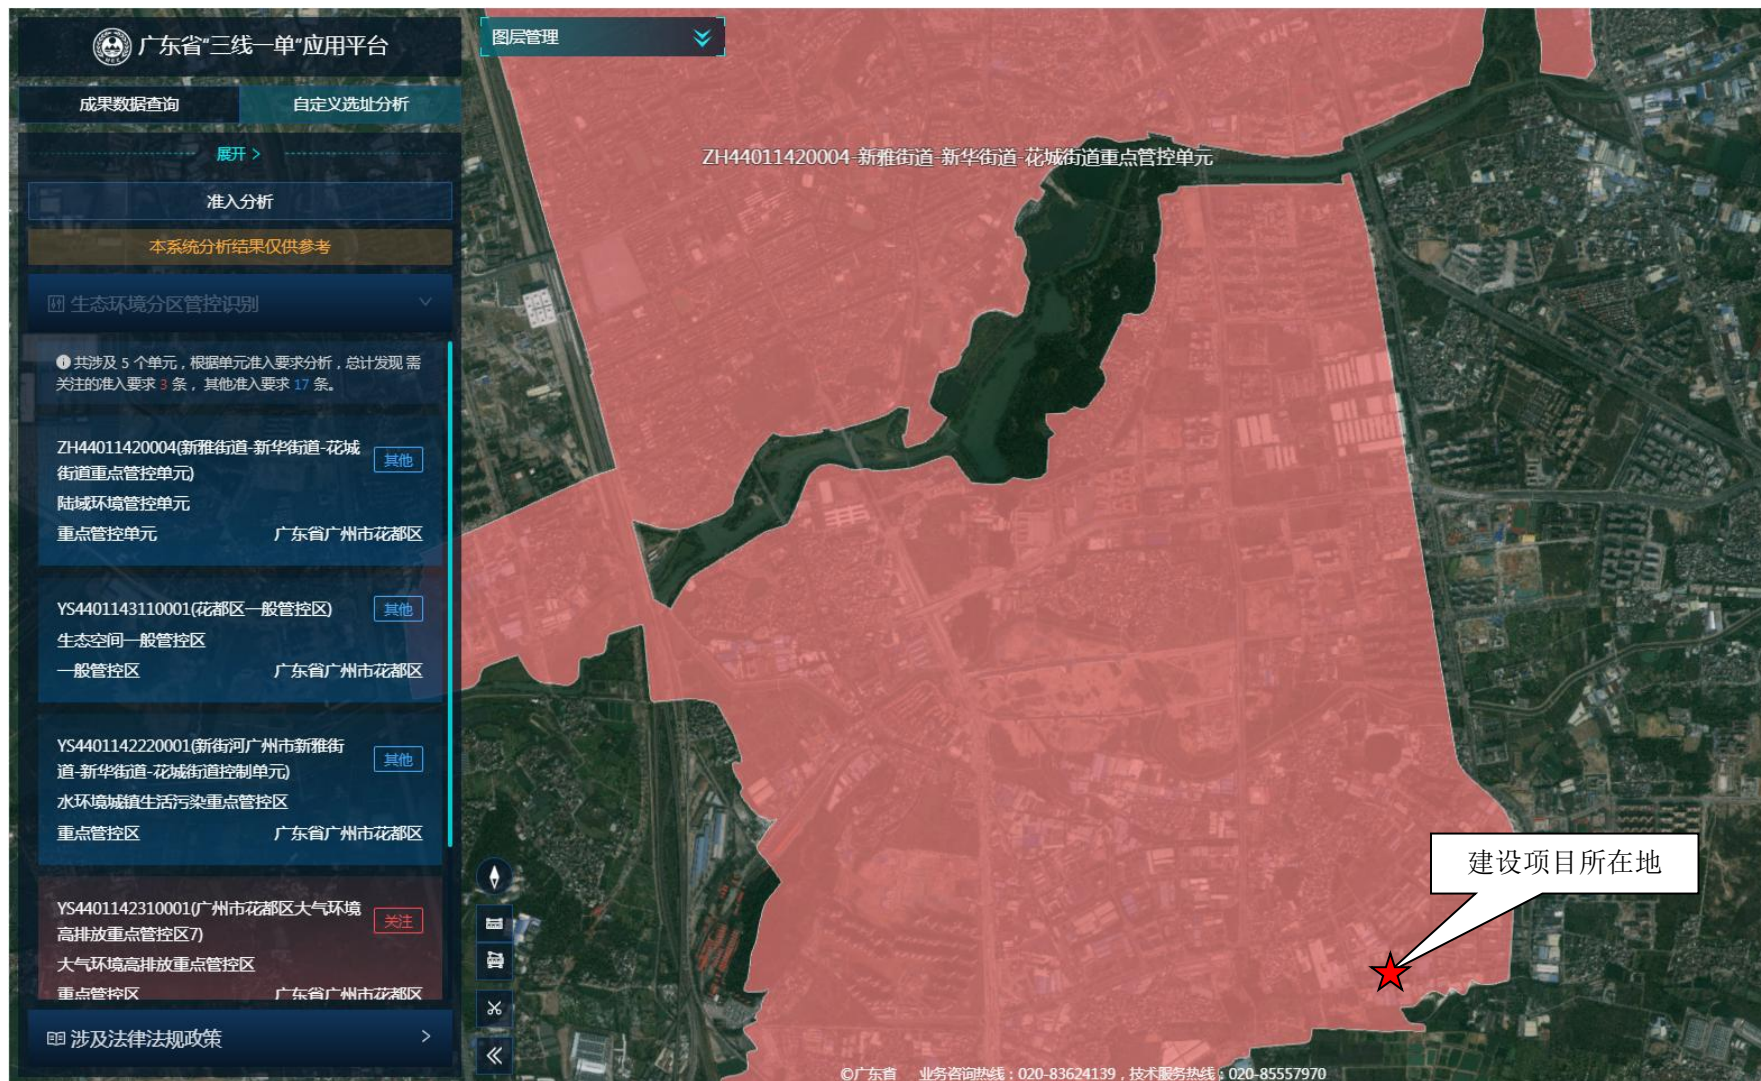 广东省"三线一单"应用平台
成果数据查询
自定义选址分析
展开 >
准入分析
本系统分析结果仅供参考
生态环境分区管控识别
共涉及 5 个单元，根据单元准入要求分析，总计发现 需
关注的准入要求 3 条，其他准入要求 17 条。
ZH44011420004(新雅街道-新华街道-花城
街道重点管控单元)
其他
陆域环境管控单元
重点管控单元
广东省广州市花都区
YS4401143110001(花都区一般管控区)
其他
生态空间一般管控区
一般管控区
广东省广州市花都区
YS4401142220001(新街河广州市新雅街
道-新华街道-花城街道控制单元)
其他
水环境城镇生活污染重点管控区
重点管控区
广东省广州市花都区
YS4401142310001(广州市花都区大气环境
高排放重点管控区7)
关注
大气环境高排放重点管控区
重点管控区
广东省广州市花都区
涉及法律法规政策
图层管理
ZH44011420004-新雅街道-新华街道-花城街道重点管控单元
建设项目所在地
©广东省 业务咨询热线：020-83624139，技术服务热线：020-85557970